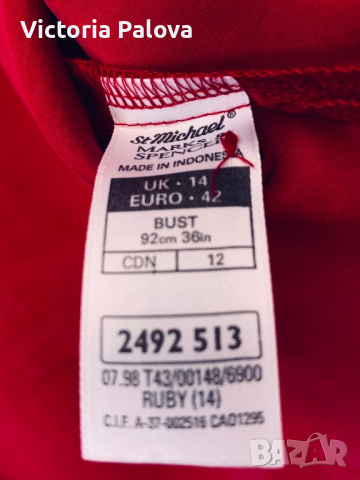 Victoria Palova
St Michael®
MARKS &
SPENCER
MADE IN INDONESIA
UK • 14
EURO • 42
BUST
92cm 36in
CDN 12
2492 513
07.98 T43/00148/6900
RUBY (14)
C.I.F. A-37-002516 CA01295
BAZAR
bg